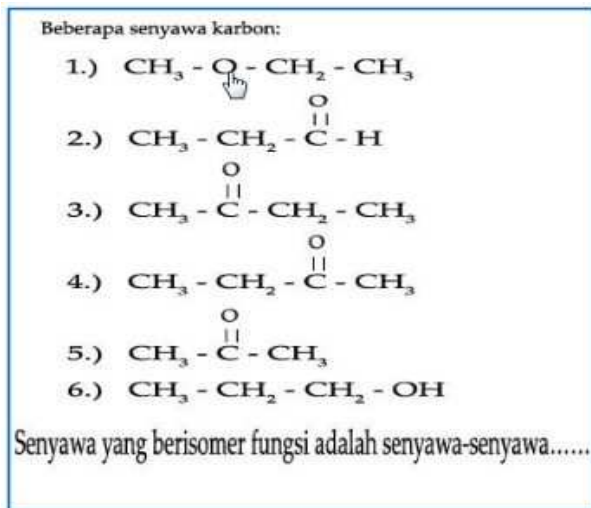 Beberapa senyawa karbon:
1.) CH₃ - O - CH₂ - CH₃
O
||
2.) CH₃ - CH₂ - C - H
O
||
3.) CH₃ - C - CH₂ - CH₃
O
||
4.) CH₃ - CH₂ - C - CH₃
O
||
5.) CH₃ - C - CH₃
6.) CH₃ - CH₂ - CH₂ - OH
Senyawa yang berisomer fungsi adalah senyawa-senyawa......